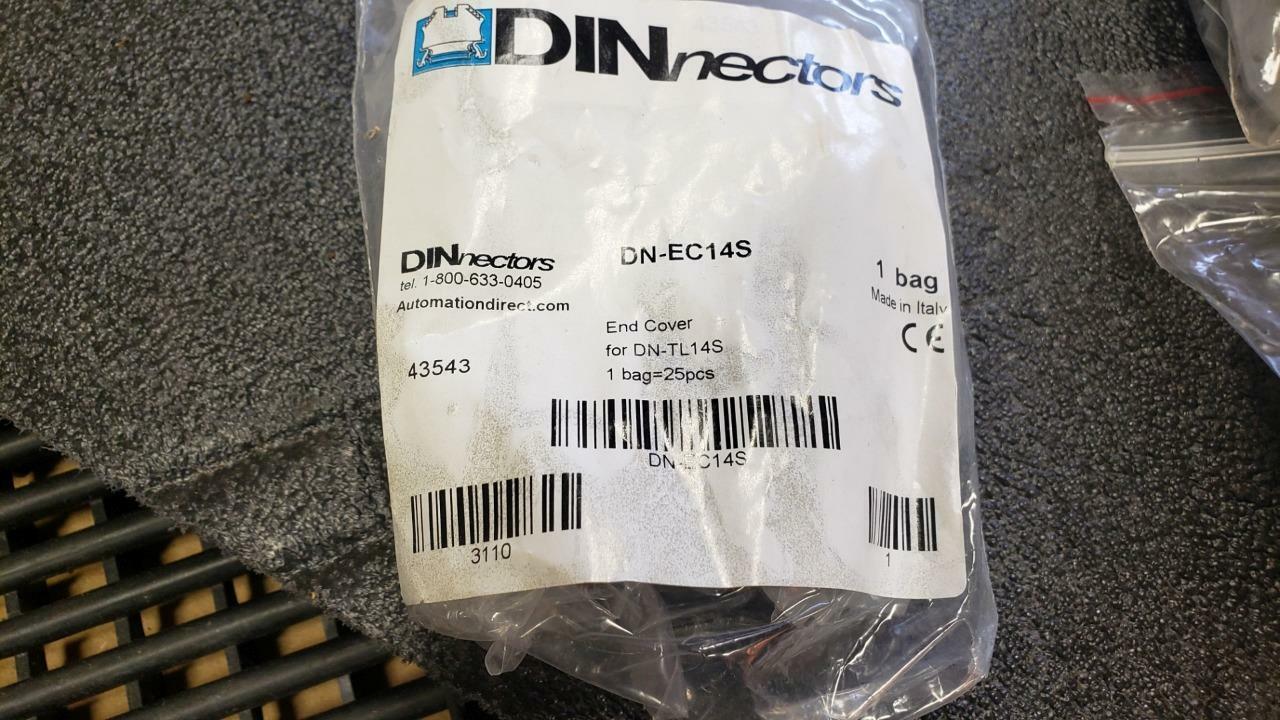 DINnectors
DINnectors
tel. 1-800-633-0405
Automationdirect.com
43543
DN-EC14S
End Cover
for DN-TL14S
1 bag=25pcs
1 bag
Made in Italy
CE
DN-EC14S
3110
1